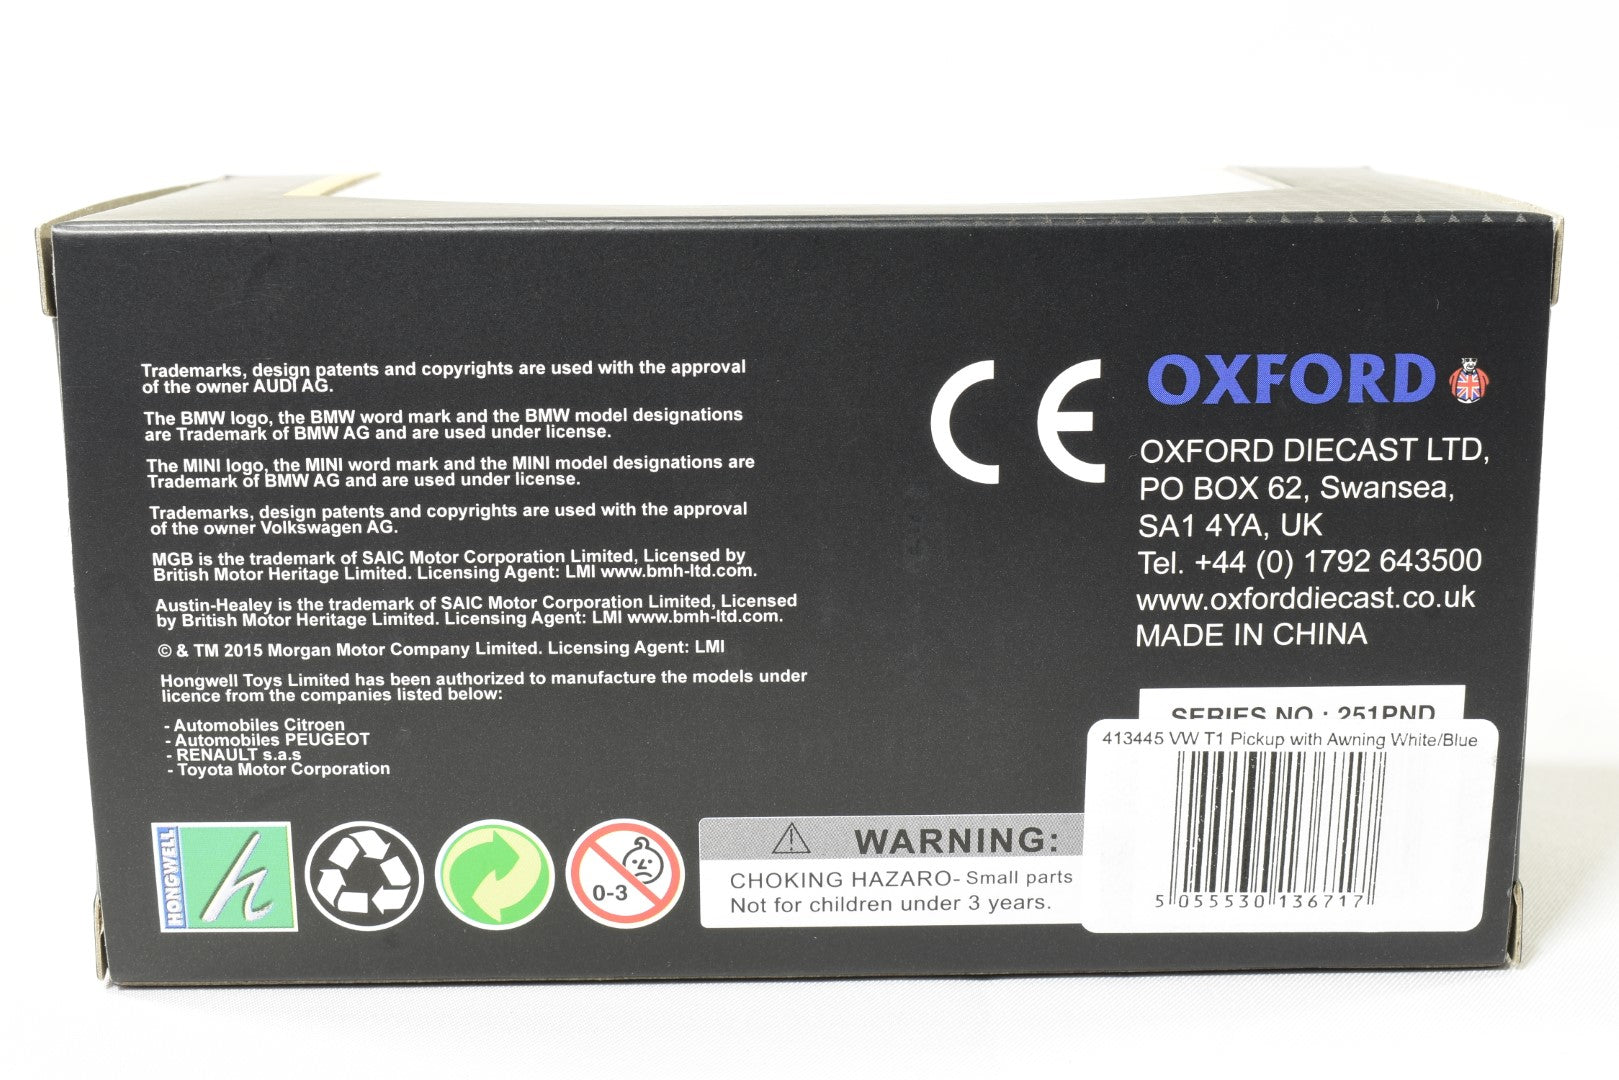 Trademarks, design patents and copyrights are used with the approval
of the owner AUDI AG.
The BMW logo, the BMW word mark and the BMW model designations
are Trademark of BMW AG and are used under license.
The MINI logo, the MINI word mark and the MINI model designations are
Trademark of BMW AG and are used under license.
Trademarks, design patents and copyrights are used with the approval
of the owner Volkswagen AG.
MGB is the trademark of SAIC Motor Corporation Limited, Licensed by
British Motor Heritage Limited. Licensing Agent: LMI www.bmh-ltd.com.
Austin-Healey is the trademark of SAIC Motor Corporation Limited, Licensed
by British Motor Heritage Limited. Licensing Agent: LMI www.bmh-ltd.com.
© & TM 2015 Morgan Motor Company Limited. Licensing Agent: LMI
Hongwell Toys Limited has been authorized to manufacture the models under
licence from the companies listed below:
- Automobiles Citroen
- Automobiles PEUGEOT
- RENAULT s.a.s
- Toyota Motor Corporation
HONGWELL
h
0-3
WARNING:
CHOKING HAZARO- Small parts
Not for children under 3 years.
CE
OXFORD
OXFORD DIECAST LTD,
PO BOX 62, Swansea,
SA1 4YA, UK
Tel. +44 (0) 1792 643500
www.oxforddiecast.co.uk
MADE IN CHINA
SERIES NO : 251PND
413445 VW T1 Pickup with Awning White/Blue
5 055530 136717